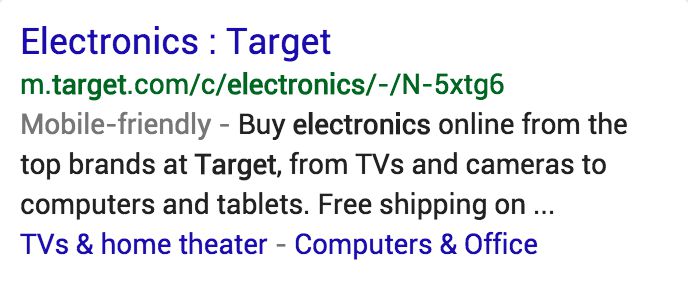 Electronics : Target
m.target.com/c/electronics/-/N-5xtg6
Mobile-friendly - Buy electronics online from the
top brands at Target, from TVs and cameras to
computers and tablets. Free shipping on ...
TVs & home theater - Computers & Office